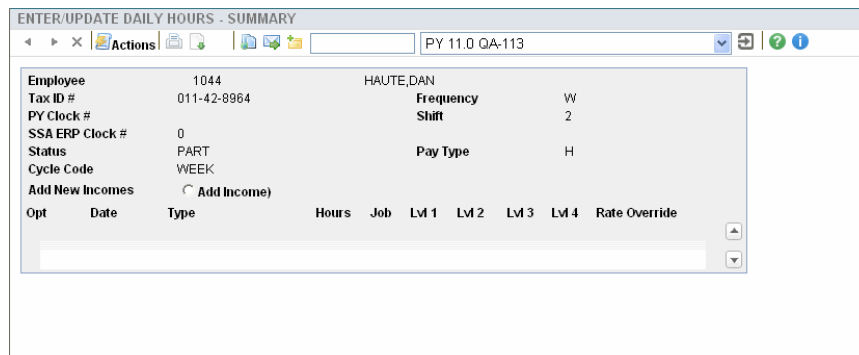 ENTER/UPDATE DAILY HOURS - SUMMARY
Actions PY 11.0 QA-113
Employee 1044 HAUTE,DAN
Tax ID # 011-42-8964 Frequency W
PY Clock # Shift 2
SSA ERP Clock # 0
Status PART Pay Type H
Cycle Code WEEK
Add New Incomes Add Income)
Opt Date Type Hours Job Lvl 1 Lvl 2 Lvl 3 Lvl 4 Rate Override